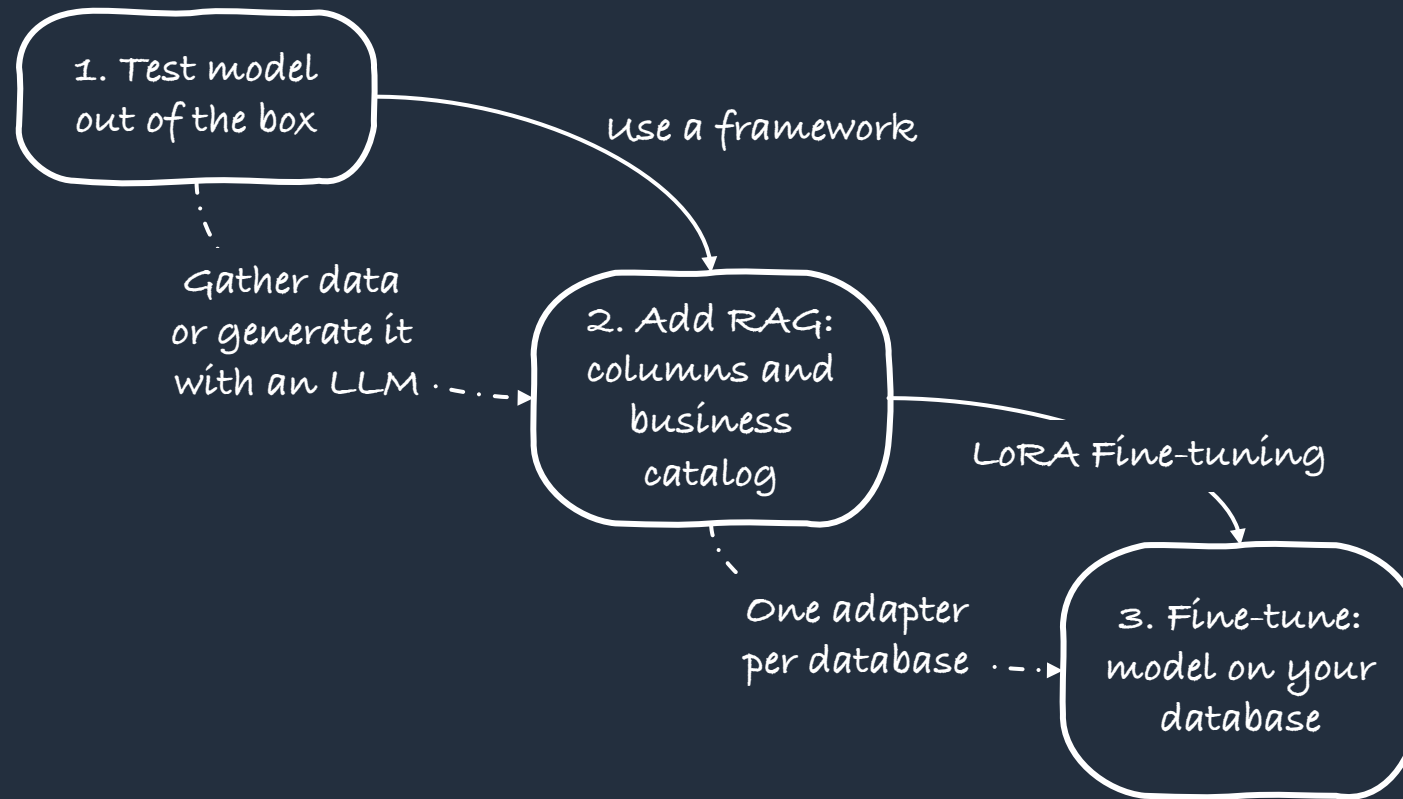 1. Test model
out of the box
Use a framework
Gather data
or generate it
with an LLM
2. Add RAG:
columns and
business
catalog
LoRA Fine-tuning
One adapter
per database
3. Fine-tune:
model on your
database